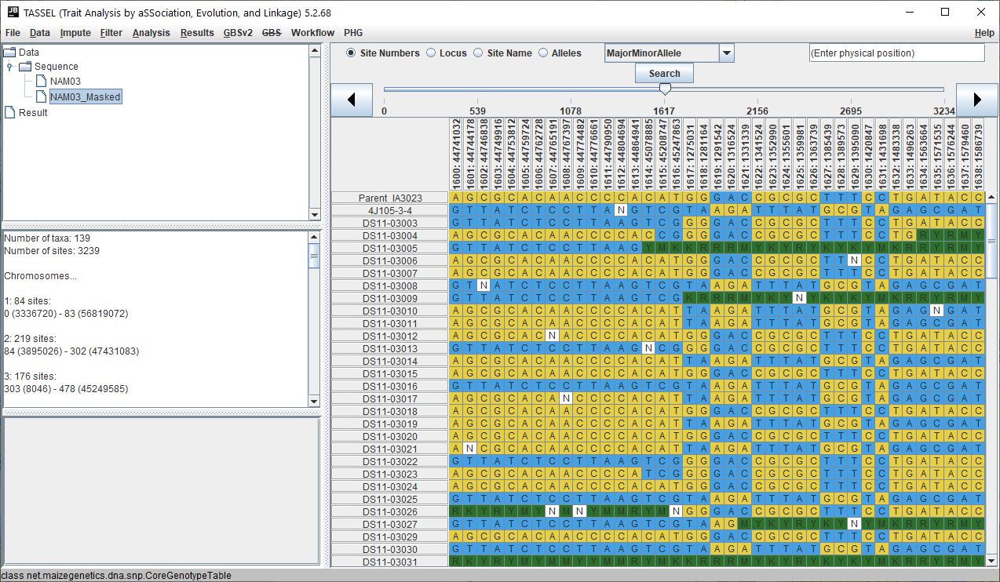 TASSEL (Trait Analysis by aSSociation, Evolution, and Linkage) 5.2.68
File Data Impute Filter Analysis Results GBSv2 GBS Workflow PHG Help
Data
Sequence
NAM03
NAM03_Masked
Result
Number of taxa: 139
Number of sites: 3239
Chromosomes...
1: 84 sites:
0 (3336720) - 83 (56819072)
2: 219 sites:
84 (3895026) - 302 (47431083)
3: 176 sites:
303 (8046) - 478 (45249585)
Site Numbers Locus Site Name Alleles MajorMinorAllele (Enter physical position)
Search
0 539 1078 1617 2156 2695 3234
1600: 44741032
1601: 44744178
1602: 44746838
1603: 44749916
1604: 44753812
1605: 44759724
1606: 44762728
1607: 44765191
1608: 44767397
1609: 44774482
1610: 44776661
1611: 44790950
1612: 44804694
1613: 44864941
1614: 45078885
1615: 45208747
1616: 45247863
1617: 1275031
1618: 1281164
1619: 1291542
1620: 1316524
1621: 1331339
1622: 1341524
1623: 1352990
1624: 1355601
1625: 1359981
1626: 1363739
1627: 1385439
1628: 1389573
1629: 1395090
1630: 1420847
1631: 1431698
1632: 1483338
1633: 1496263
1634: 1563664
1635: 1571535
1636: 1576244
1637: 1579460
1638: 1586739
Parent_IA3023 A G C G C A C A A C C C C A C A T G G G A C C G C G C T T T C C T G A T A C C
4J105-3-4 G T T A T C T C C T T A N G T C G T A A G A T T T A T G C G T A G A G C G A T
DS11-03003 G T T A T C T C C T T A A G T C G G G G A C C G C G C T T T C C T G A T A C C
DS11-03004 A G C G C A C A A C C C C A C C G G G G A C C G C G C T T T C C T G R Y R M Y
DS11-03005 G T T A T C T C C T T A A G Y M K K R R R M Y K Y R Y K Y K Y M K R R Y R M Y
DS11-03006 A G C G C A C A A C C C C A C A T G G G A C C G C G C T T N C C T G A T A C C
DS11-03007 A G C G C A C A A C C C C A C A T G G G A C C G C G C T T T C C T G A T A C C
DS11-03008 G T N A T C T C C T T A A G T C G T A A G A T T T A T G C G T A G A G C G A T
DS11-03009 G T T A T C T C C T T A A G T C G K R R R M Y K Y N Y K Y K Y M K R R Y R M Y
DS11-03010 A G C G C A C A A C C C C A C A T T A A G A T T T A T G C G T A G A G N G A T
DS11-03011 A G C G C A C A A C C C C A C A T T A A G A T T T A T G C G T A G A G C G A T
DS11-03012 A G C G C A C N A C C C C A C A T G G G A C C G C G C T T T C C T G A T A C C
DS11-03013 G T T A T C T C C T T A A G N C G G G G A C C G C G C T T T C C T G A T A C C
DS11-03014 A G C G C A C A A C C C C A C A T T A A G A T T T A T G C G T A G A G C G A T
DS11-03015 A G C G C A C A A C C C C A C A T G G G A C C G C G C T T T C C T G A T A C C
DS11-03016 G T T A T C T C C T T A A G T C G T A A G A T T T A T G C G T A G A G C G A T
DS11-03017 A G C G C A C A N C C C C A C A T T A A G A T T T A T G C G T A G A G C G A T
DS11-03018 A G C G C A C A A C C C C A C A T G G G A C C G C G C T T T C C T G A T A C C
DS11-03019 A G C G C A C A A C C C C A C A T T A A G A T T T A T G C G T A G A G C G A T
DS11-03020 A G C G C A C A A C C C C A C A T G G G A C C G C G C T T T C C T G A T A C C
DS11-03021 A N C G C A C A A C C C C A C A T T A A G A T T T A T G C G T A G A G C G A T
DS11-03022 G T T A T C T C C T T A A G T C G G G G A C C G C G C T T T C C T G A T A C C
DS11-03023 A G C G C A C A A C C C C A T C G G G G A C C G C G C T T T C C T G A T A C C
DS11-03024 A G C G C A C A A C C C C A C A T G G G A C C G C G C T T T C C T G A T A C C
DS11-03025 G T T A T C T C C T T A A G T C G T A A G A T T T A T G C G T A G A G C G A T
DS11-03026 R K Y R Y M Y N M N Y M M R Y M N G G G A C C G C G C T T T C C T G A T A C C
DS11-03027 G T T A T C T C C T T A A G T C G T A A G M Y K Y R Y K Y N Y M K R R Y R M Y
DS11-03029 A G C G C A C A A C C C C A C A T G G G A C C G C G C T T T C C T G A T A C C
DS11-03030 G T T A T C T C C T T A A G T C G T A A G A T T T A T G C G T A G A G C G A T
DS11-03031 R K Y R Y M Y M M Y Y M M R Y M K K R R R M Y K Y R Y K Y K Y M K R R Y R M Y
class net.maizegenetics.dna.snp.CoreGenotypeTable